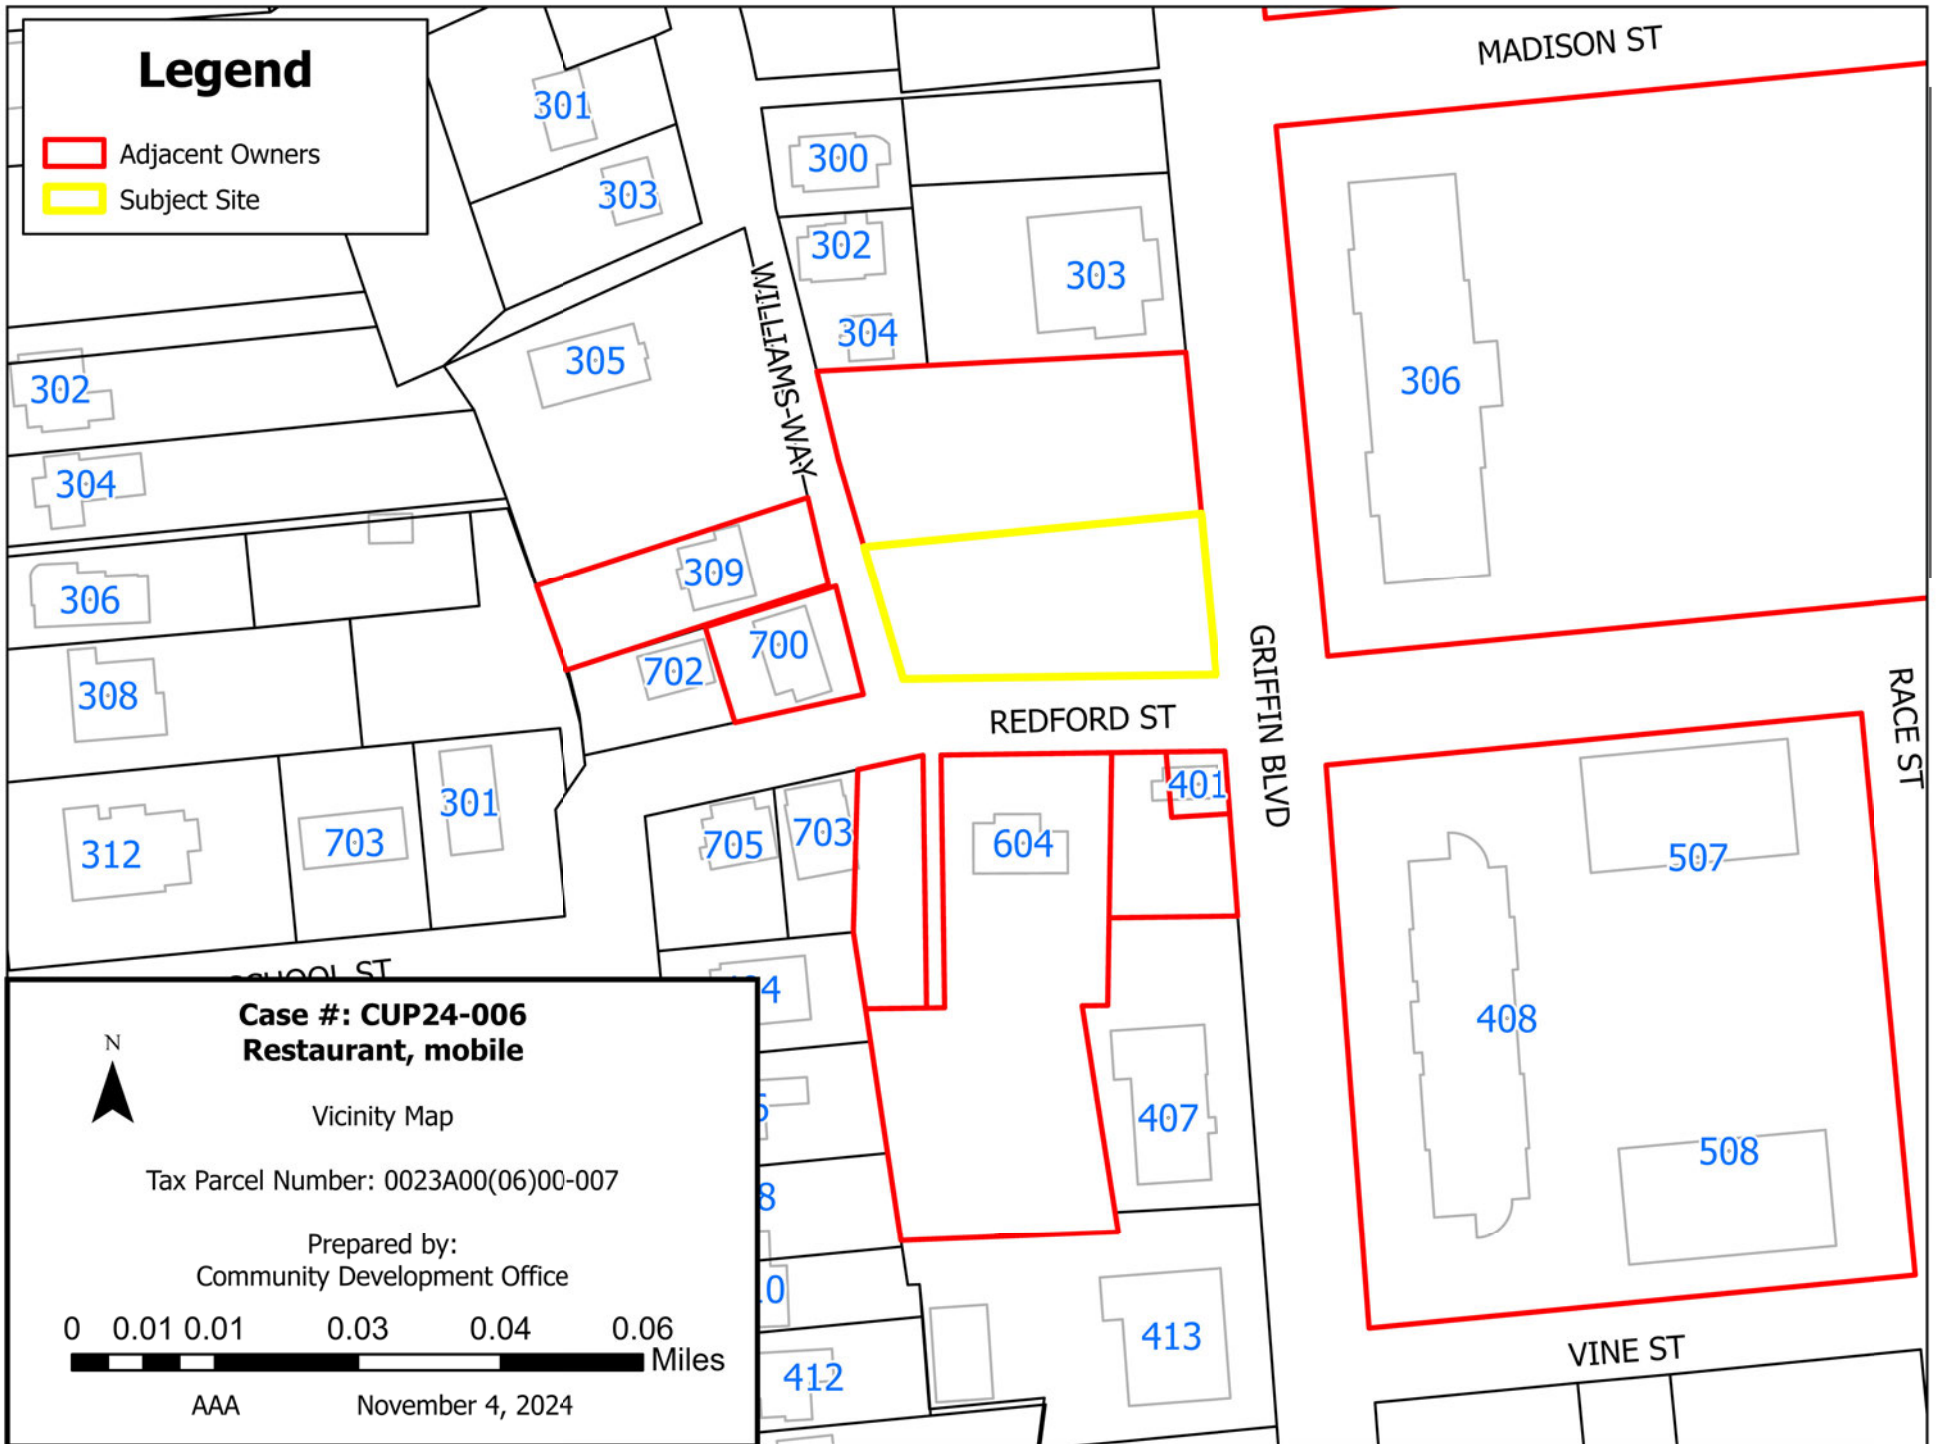 Legend
Adjacent Owners
Subject Site
MADISON ST
301
303
300
302
304
303
305
WILLIAMS-WAY
306
302
304
306
308
309
700
702
REDFORD ST
GRIFFIN BLVD
RACE ST
312
703
301
705
703
604
401
507
408
508
407
413
412
VINE ST
SCHOOL ST
4
8
Case #: CUP24-006
Restaurant, mobile
N
Vicinity Map
Tax Parcel Number: 0023A00(06)00-007
Prepared by:
Community Development Office
0 0.01 0.01 0.03 0.04 0.06
Miles
AAA November 4, 2024